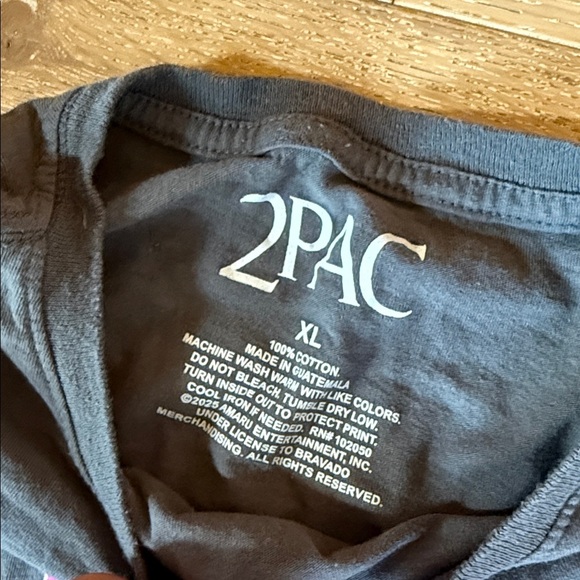 2PAC
XL
100% COTTON.
MADE IN GUATEMALA
MACHINE WASH WARM WITH LIKE COLORS.
DO NOT BLEACH. TUMBLE DRY LOW.
TURN INSIDE OUT TO PROTECT PRINT.
COOL IRON IF NEEDED. RN# 102050
©2025 AMARU ENTERTAINMENT, INC.
UNDER LICENSE TO BRAVADO
MERCHANDISING. ALL RIGHTS RESERVED.